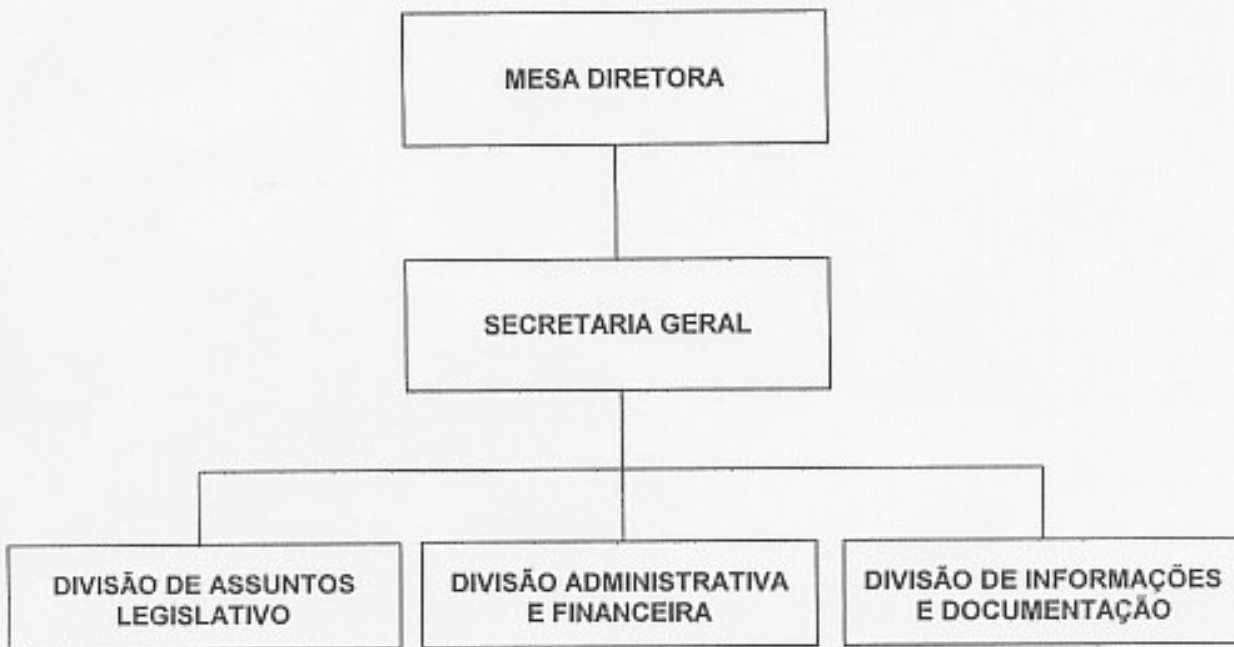 MESA DIRETORA
SECRETARIA GERAL
DIVISÃO DE ASSUNTOS
LEGISLATIVO
DIVISÃO ADMINISTRATIVA
E FINANCEIRA
DIVISÃO DE INFORMAÇÕES
E DOCUMENTAÇÃO